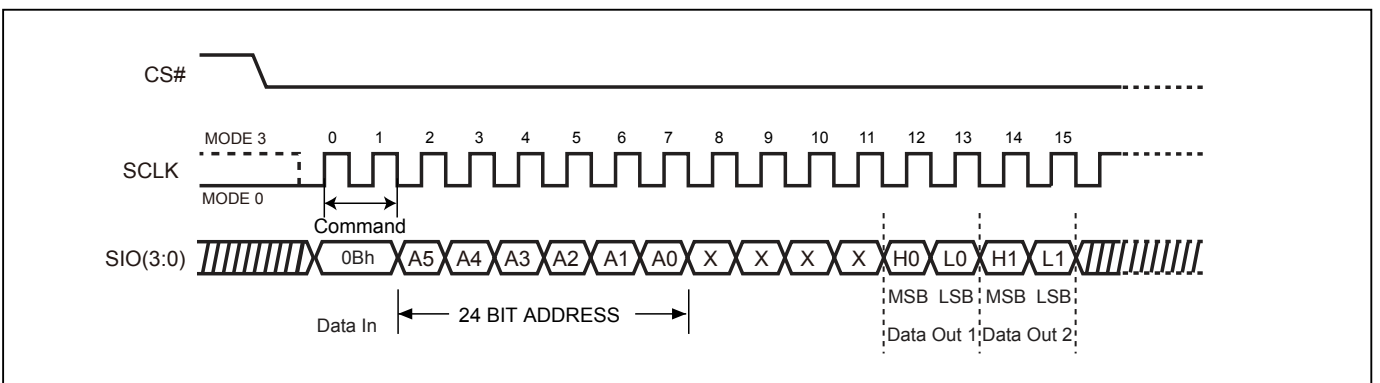 CS#
MODE 3
0 1 2 3 4 5 6 7 8 9 10 11 12 13 14 15
SCLK
MODE 0
Command
SIO(3:0)
0Bh A5 A4 A3 A2 A1 A0 X X X X H0 L0 H1 L1
MSB LSB MSB LSB
Data In
24 BIT ADDRESS
Data Out 1 Data Out 2